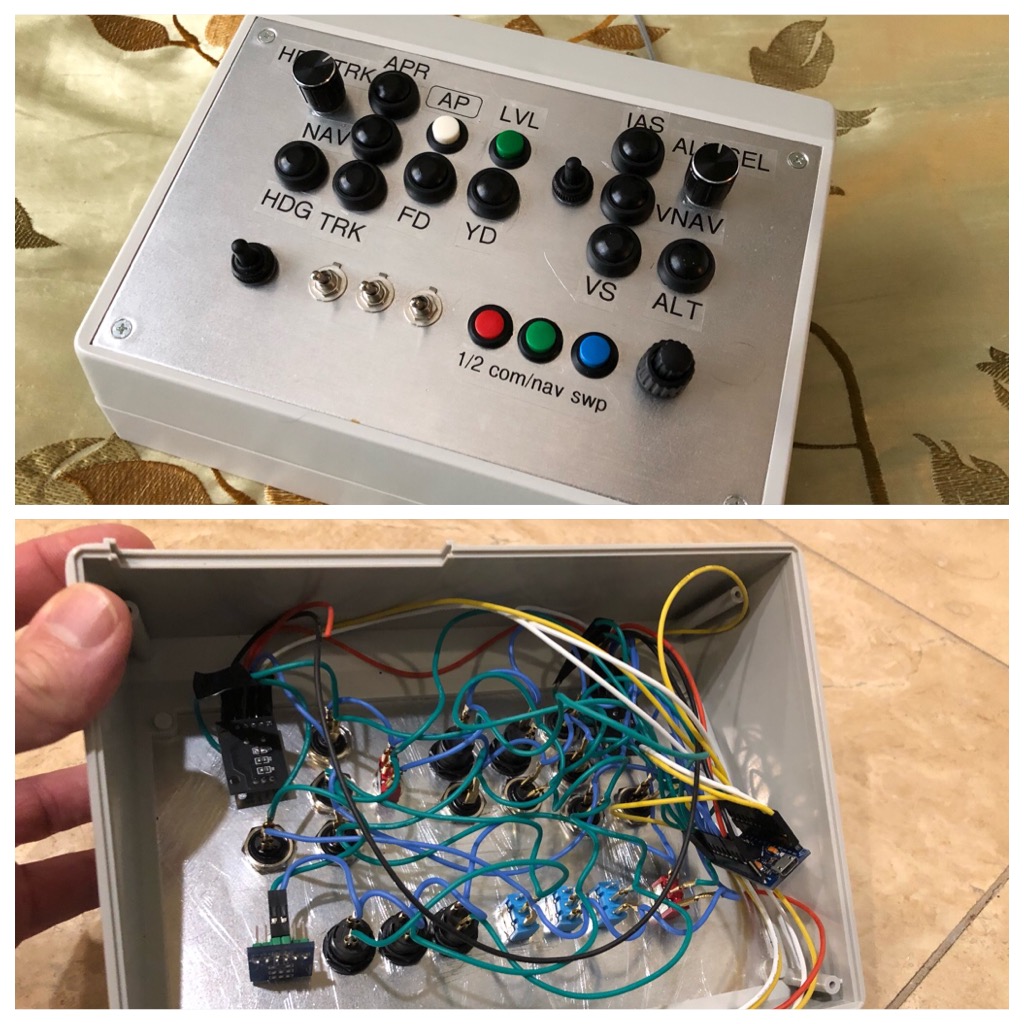 HDG TRK
APR
AP
LVL
NAV
HDG TRK
FD
YD
IAS
ALT SEL
VNAV
VS
ALT
1/2 com/nav swp